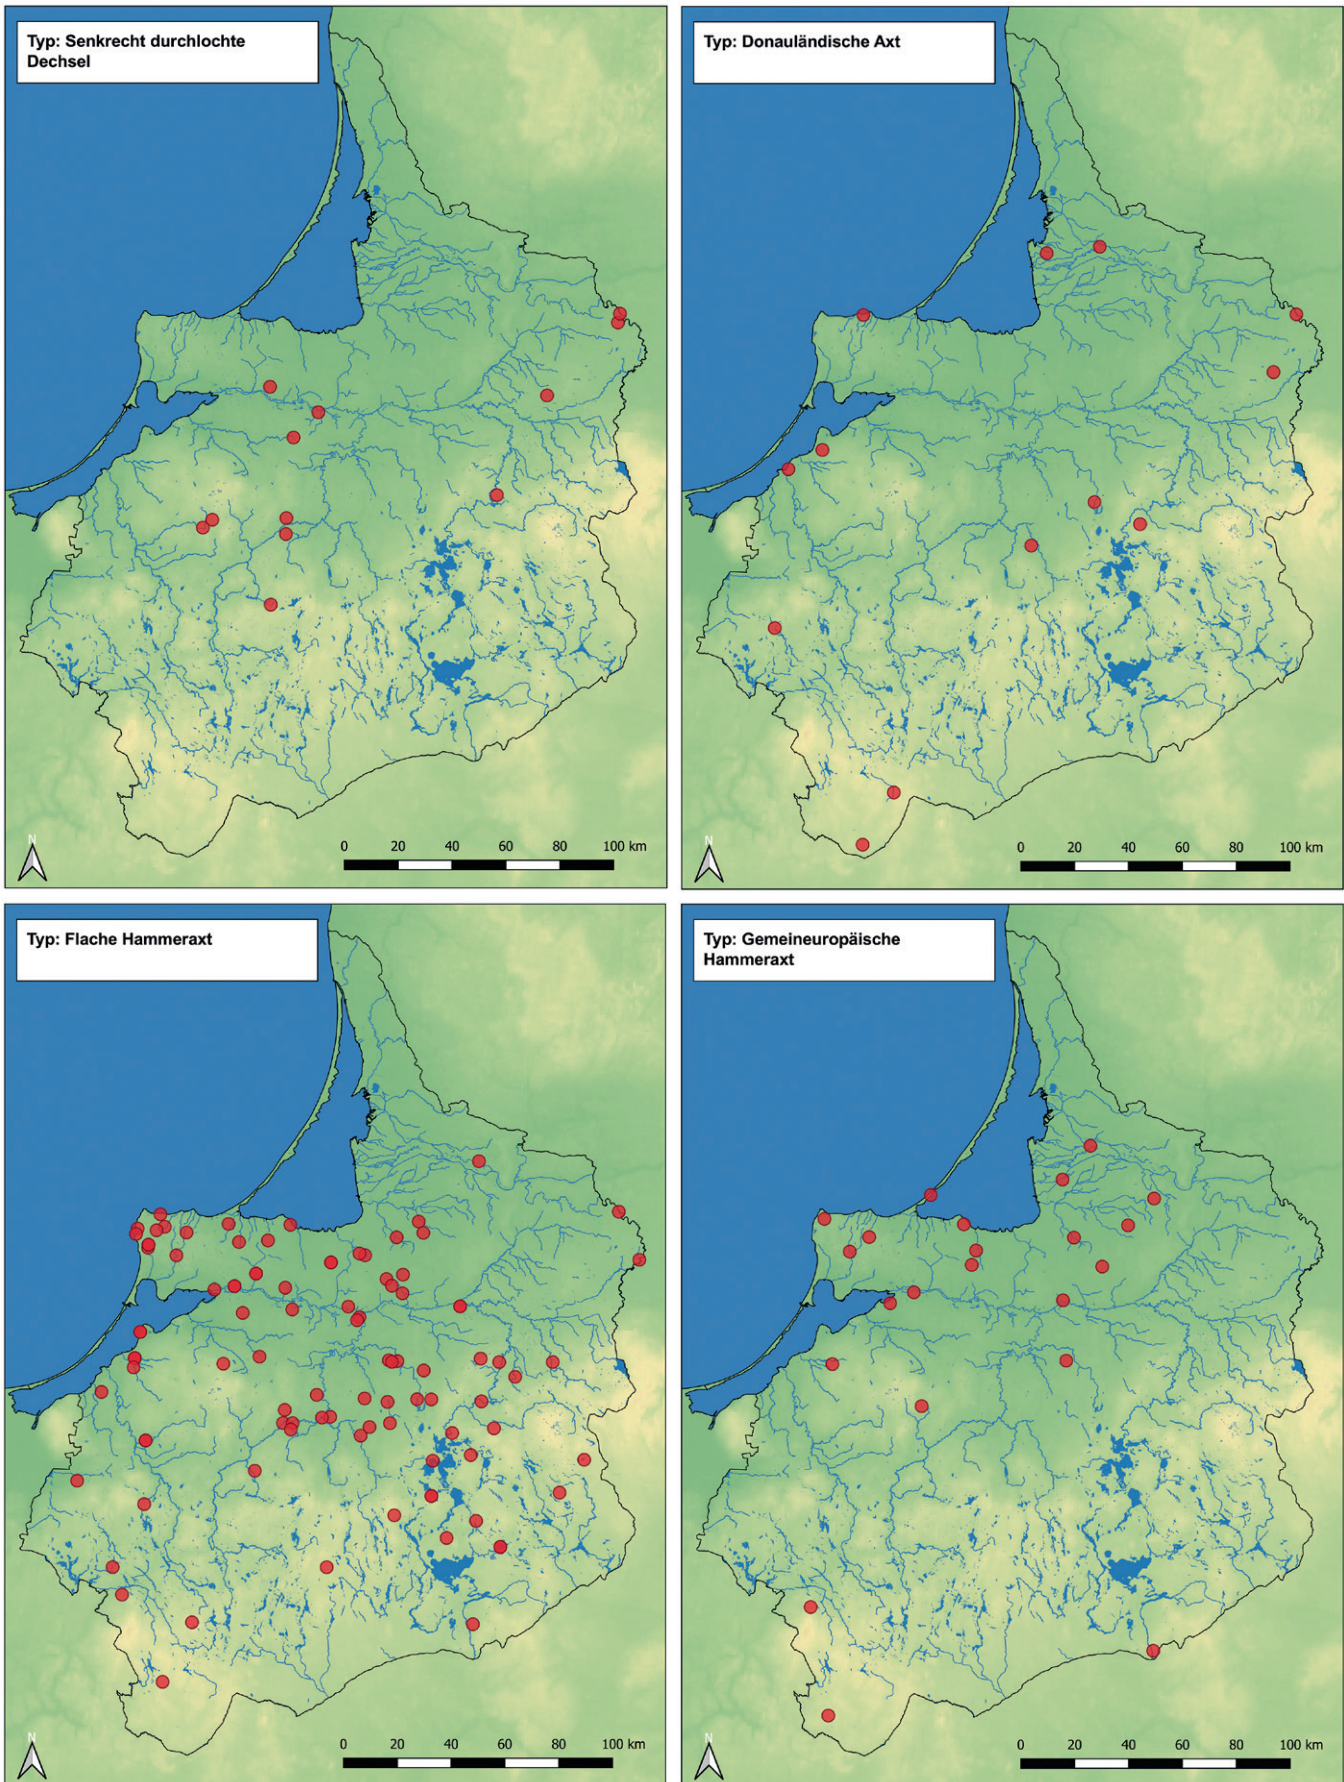 Typ: Senkrecht durchlochte
Dechsel
N
0 20 40 60 80 100 km
Typ: Donauländische Axt
N
0 20 40 60 80 100 km
Typ: Flache Hammeraxt
N
0 20 40 60 80 100 km
Typ: Gemeineuropäische
Hammeraxt
N
0 20 40 60 80 100 km